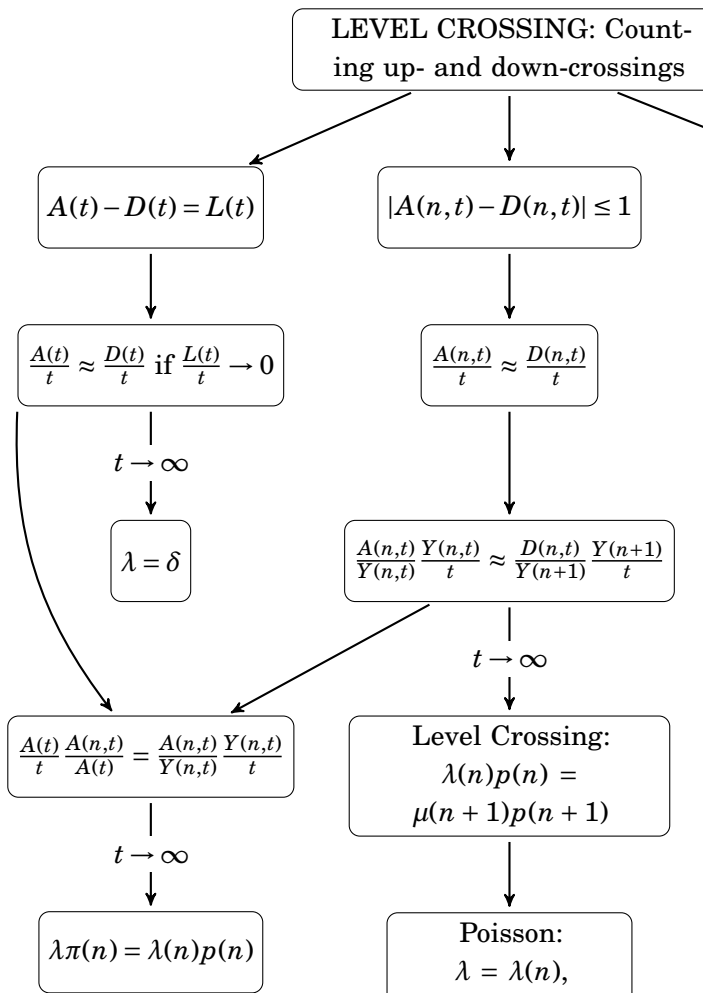 LEVEL CROSSING: Count-
ing up- and down-crossings
A(t) − D(t) = L(t)
|A(n, t) − D(n, t)| ≤ 1
A(t)/t ≈ D(t)/t if L(t)/t → 0
A(n,t)/t ≈ D(n,t)/t
t → ∞
λ = δ
A(n,t)/Y(n,t) Y(n,t)/t ≈ D(n,t)/Y(n+1) Y(n+1)/t
t → ∞
A(t)/t A(n,t)/A(t) = A(n,t)/Y(n,t) Y(n,t)/t
Level Crossing:
λ(n)p(n) =
μ(n + 1)p(n + 1)
t → ∞
λπ(n) = λ(n)p(n)
Poisson:
λ = λ(n),